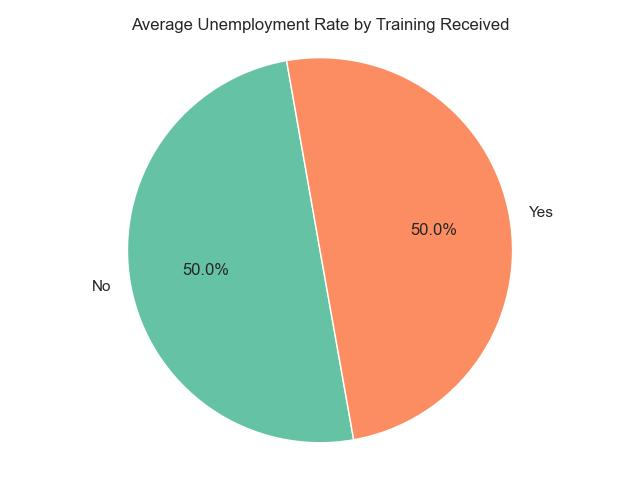 Average Unemployment Rate by Training Received
Yes
50.0%
50.0%
No